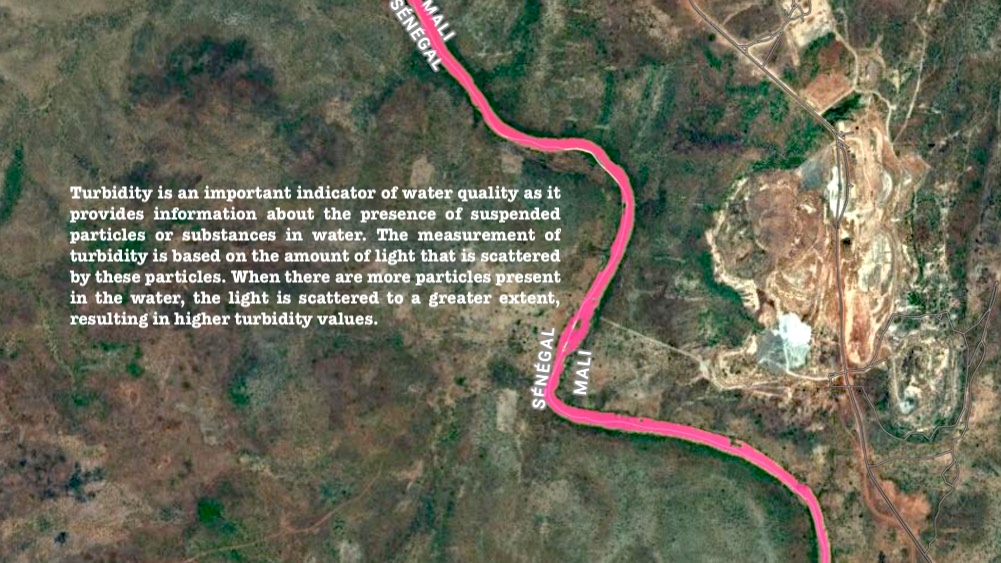 MALI
SÉNÉGAL
Turbidity is an important indicator of water quality as it
provides information about the presence of suspended
particles or substances in water. The measurement of
turbidity is based on the amount of light that is scattered
by these particles. When there are more particles present
in the water, the light is scattered to a greater extent,
resulting in higher turbidity values.
SÉNÉGAL
MALI